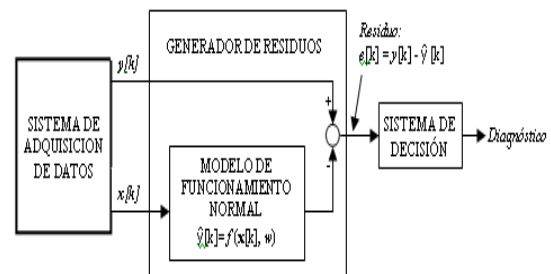 GENERADOR DE RESIDUOS
Residuo:
e[k] = y[k] - ŷ [k]
y[k]
+
SISTEMA DE
ADQUISICION
DE DATOS
SISTEMA DE
DECISIÓN
Diagnóstico
-
MODELO DE
FUNCIONAMIENTO
NORMAL
ŷ[k]= f (x[k], w)
x[k]